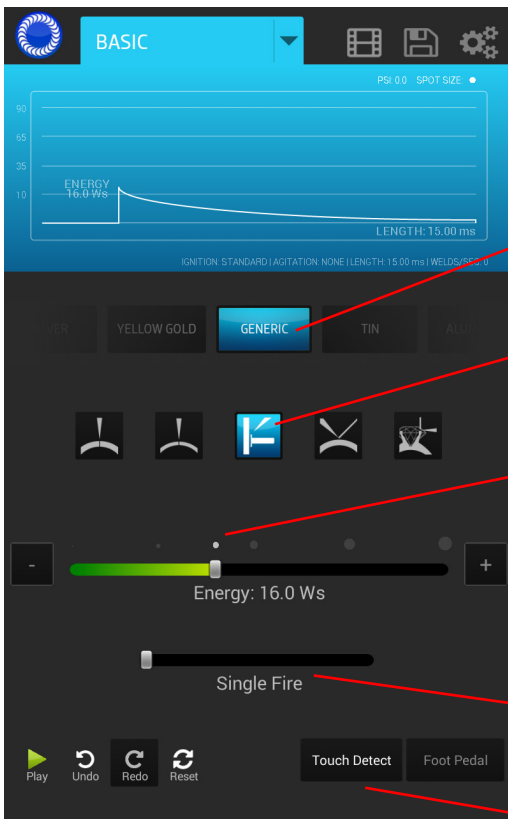 BASIC
PSI: 0.0 SPOT SIZE:
90
65
35
10
ENERGY
16.0 Ws
LENGTH: 15.00 ms
IGNITION: STANDARD | AGITATION: NONE | LENGTH: 15.00 ms | WELDS/SEC: 0
VER YELLOW GOLD GENERIC TIN ALU
- +
Energy: 16.0 Ws
Single Fire
Play Undo Redo Reset Touch Detect Foot Pedal